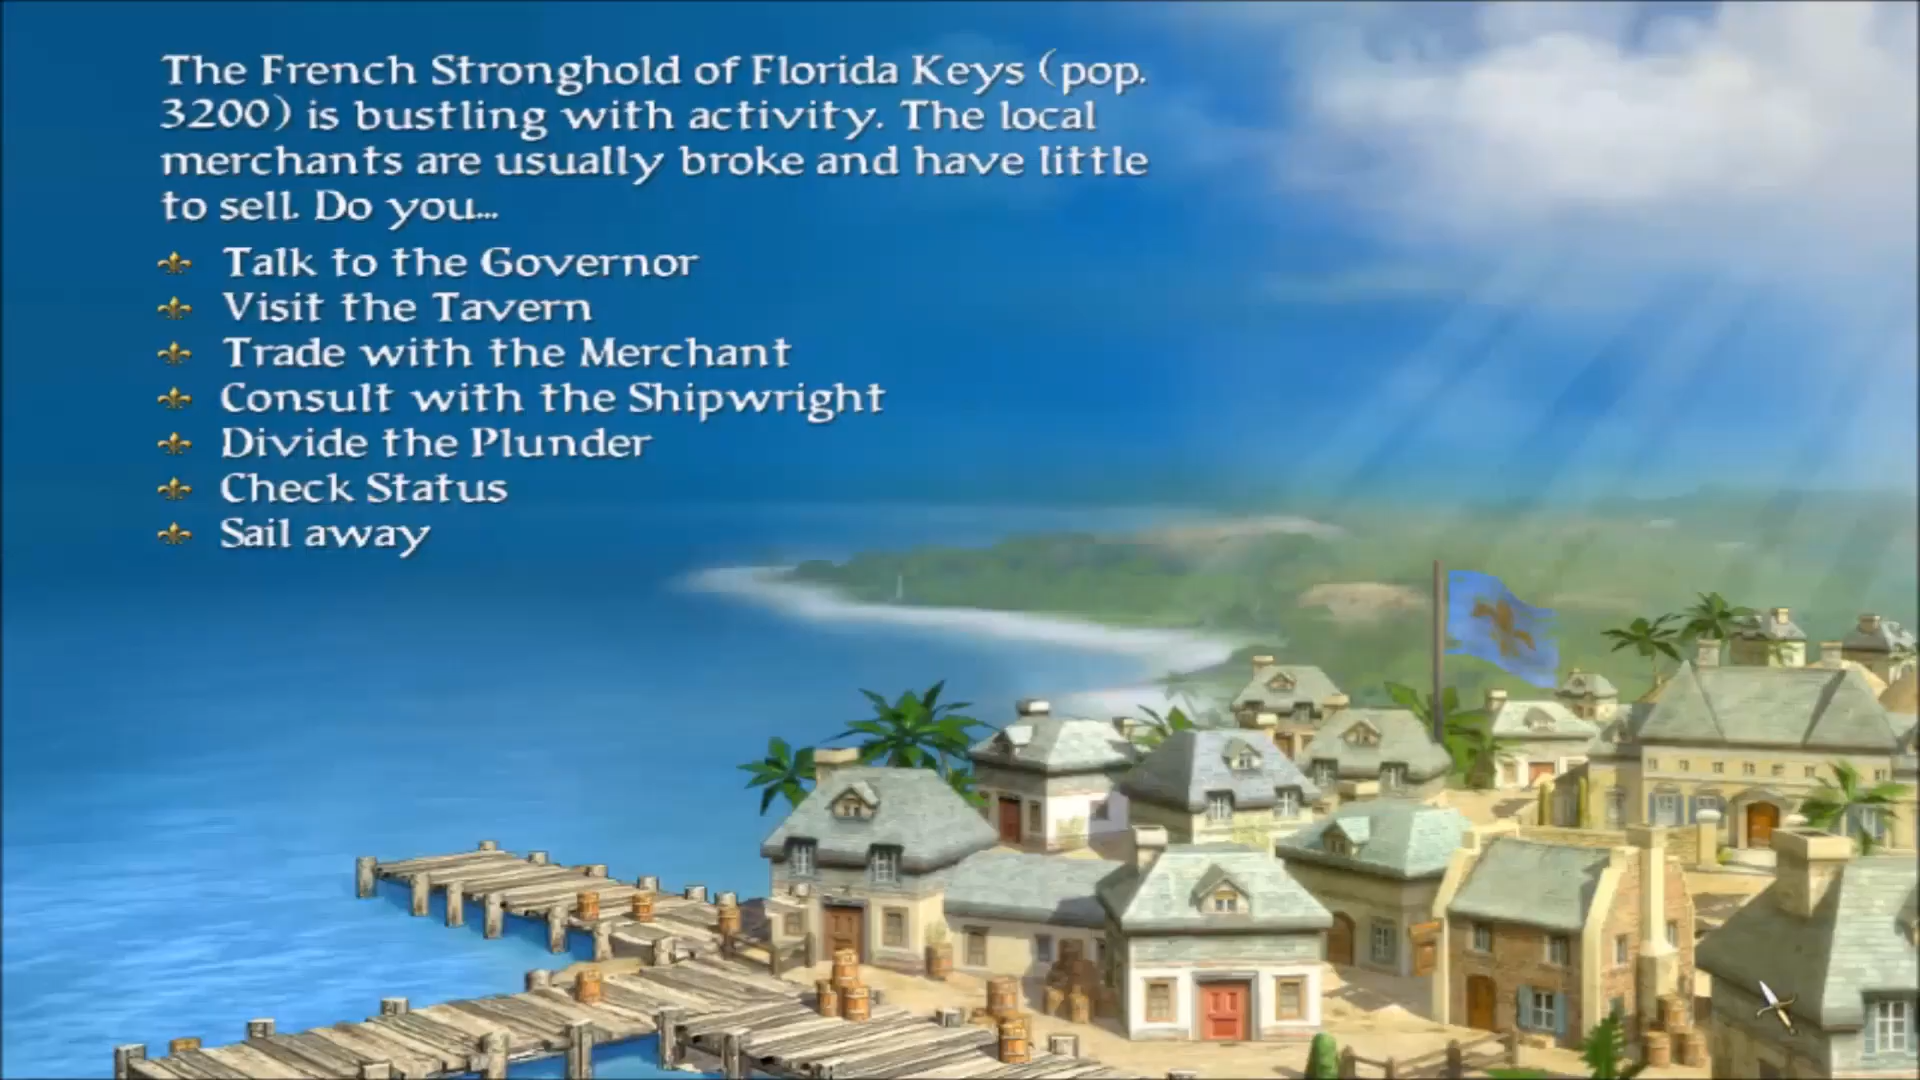 The French Stronghold of Florida Keys (pop.
3200) is bustling with activity. The local
merchants are usually broke and have little
to sell. Do you...
Talk to the Governor
Visit the Tavern
Trade with the Merchant
Consult with the Shipwright
Divide the Plunder
Check Status
Sail away